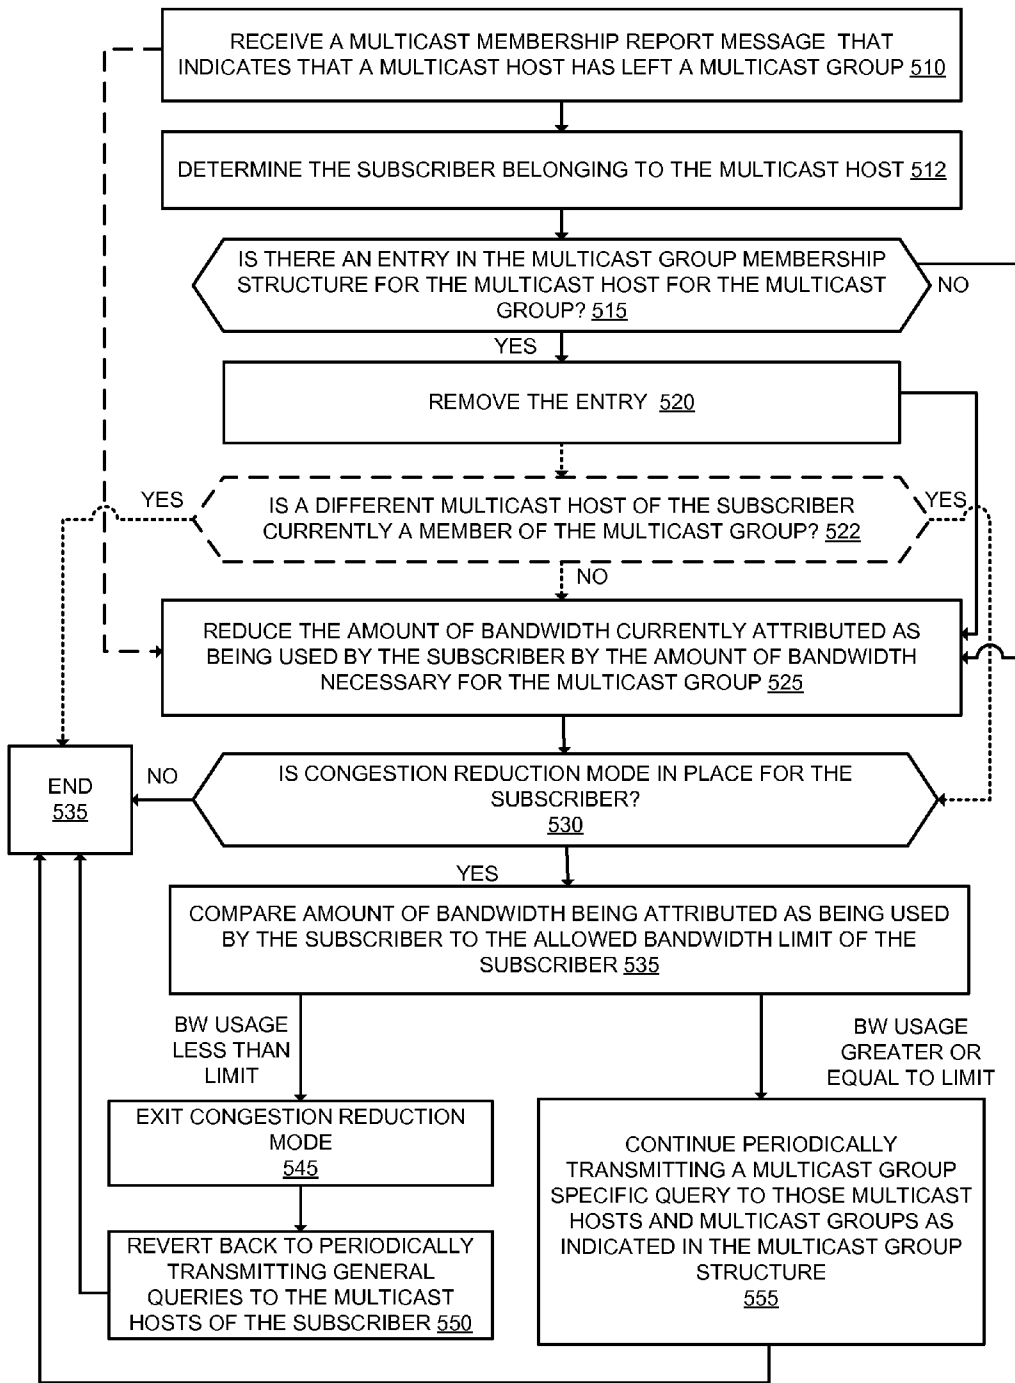 RECEIVE A MULTICAST MEMBERSHIP REPORT MESSAGE THAT
INDICATES THAT A MULTICAST HOST HAS LEFT A MULTICAST GROUP 510
DETERMINE THE SUBSCRIBER BELONGING TO THE MULTICAST HOST 512
IS THERE AN ENTRY IN THE MULTICAST GROUP MEMBERSHIP
STRUCTURE FOR THE MULTICAST HOST FOR THE MULTICAST
GROUP? 515
NO
YES
REMOVE THE ENTRY 520
YES
IS A DIFFERENT MULTICAST HOST OF THE SUBSCRIBER
CURRENTLY A MEMBER OF THE MULTICAST GROUP? 522
YES
NO
REDUCE THE AMOUNT OF BANDWIDTH CURRENTLY ATTRIBUTED AS
BEING USED BY THE SUBSCRIBER BY THE AMOUNT OF BANDWIDTH
NECESSARY FOR THE MULTICAST GROUP 525
END
535
NO
IS CONGESTION REDUCTION MODE IN PLACE FOR THE
SUBSCRIBER?
530
YES
COMPARE AMOUNT OF BANDWIDTH BEING ATTRIBUTED AS BEING USED
BY THE SUBSCRIBER TO THE ALLOWED BANDWIDTH LIMIT OF THE
SUBSCRIBER 535
BW USAGE
LESS THAN
LIMIT
BW USAGE
GREATER OR
EQUAL TO LIMIT
EXIT CONGESTION REDUCTION
MODE
545
REVERT BACK TO PERIODICALLY
TRANSMITTING GENERAL
QUERIES TO THE MULTICAST
HOSTS OF THE SUBSCRIBER 550
CONTINUE PERIODICALLY
TRANSMITTING A MULTICAST GROUP
SPECIFIC QUERY TO THOSE MULTICAST
HOSTS AND MULTICAST GROUPS AS
INDICATED IN THE MULTICAST GROUP
STRUCTURE
555